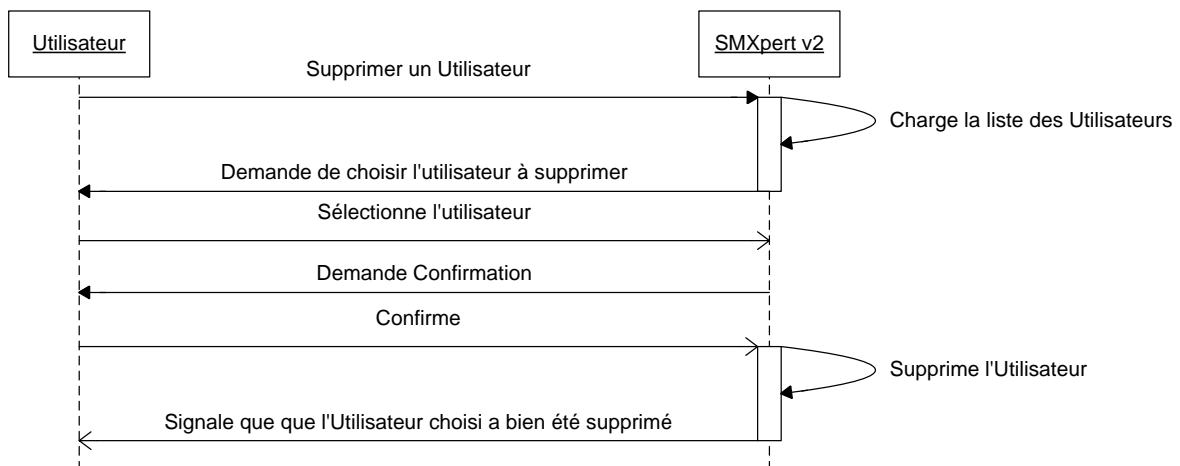 Utilisateur
SMXpert v2
Supprimer un Utilisateur
Charge la liste des Utilisateurs
Demande de choisir l'utilisateur à supprimer
Sélectionne l'utilisateur
Demande Confirmation
Confirme
Supprime l'Utilisateur
Signale que que l'Utilisateur choisi a bien été supprimé